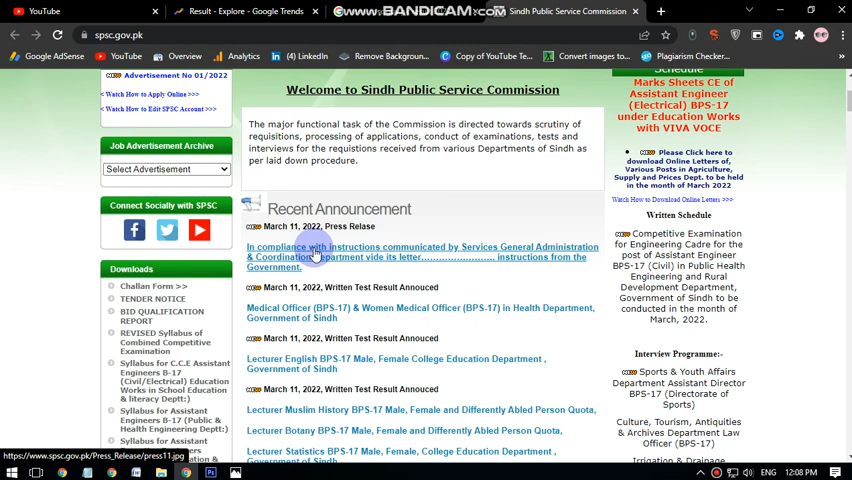 YouTube
Result - Explore - Google Trends
WWW.BANDICAM.COM
Sindh Public Service Commission
spsc.gov.pk
Google AdSense
YouTube
Overview
Analytics
(4) LinkedIn
Remove Background...
Copy of YouTube Te...
Convert images to...
Plagiarism Checker...
Advertisement No 01/2022
< Watch How to Apply Online >>>
< Watch How to Edit SPSC Account>>>
Job Advertisement Archive
Select Advertisement
Connect Socially with SPSC
Downloads
Challan Form >>
TENDER NOTICE
BID QUALIFICATION
REPORT
REVISED Syllabus of
Combined Competitive
Examination
Syllabus for C.C.E Assistant
Engineers B-17
(Civil/Electrical) Education
Works in School Education
& literacy Deptt:)
Syllabus for Assistant
Engineers B-17 (Public &
Health Engineering Deptt:)
Syllabus for Assistant
Welcome to Sindh Public Service Commission
The major functional task of the Commission is directed towards scrutiny of
requisitions, processing of applications, conduct of examinations, tests and
interviews for the requistions received from various Departments of Sindh as
per laid down procedure.
Recent Announcement
March 11, 2022, Press Relase
In compliance with instructions communicated by Services General Administration
& Coordination Department vide its letter........................... instructions from the
Government.
March 11, 2022, Written Test Result Annouced
Medical Officer (BPS-17) & Women Medical Officer (BPS-17) in Health Department,
Government of Sindh
March 11, 2022, Written Test Result Annouced
Lecturer English BPS-17 Male, Female College Education Department ,
Government of Sindh
March 11, 2022, Written Test Result Annouced
Lecturer Muslim History BPS-17 Male, Female and Differently Abled Person Quota,
Lecturer Botany BPS-17 Male, Female and Differently Abled Person Quota,
Lecturer Statistics BPS-17 Male, Female College Education Department,
Government of Sindh
Schedule
Marks Sheets CE of
Assistant Engineer
(Electrical) BPS-17
under Education Works
with VIVA VOCE
Please Click here to
download Online Letters of,
Various Posts in Agriculture,
Supply and Prices Dept. to be held
in the month of March 2022
Watch How to Download Online Letters>>>
Written Schedule
Competitive Examination
for Engineering Cadre for the
post of Assistant Engineer
BPS-17 (Civil) in Public Health
Engineering and Rural
Development Department,
Government of Sindh to be
conducted in the month of
March, 2022.
Interview Programme:-
Sports & Youth Affairs
Department Assistant Director
BPS-17 (Directorate of
Sports)
Culture, Tourism, Antiquities
& Archives Department Law
Officer (BPS-17)
Irrigation & Drainage
https://www.spsc.gov.pk/Press_Release/press11.jpg
ENG
12:08 PM